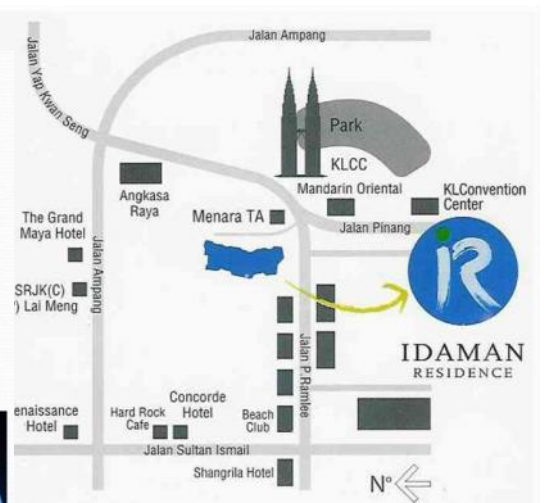 Jalan Ampang
Jalan Yap Kwan Seng
Park
KLCC
Angkasa
Raya
Mandarin Oriental
KLConvention
Center
Menara TA
Jalan Pinang
The Grand
Maya Hotel
Jalan Ampang
SRJK(C)
) Lai Meng
iR
IDAMAN
RESIDENCE
Jalan P.Ramlee
enaissance
Hotel
Hard Rock
Cafe
Concorde
Hotel
Beach
Club
Jalan Sultan Ismail
Shangrila Hotel
N°